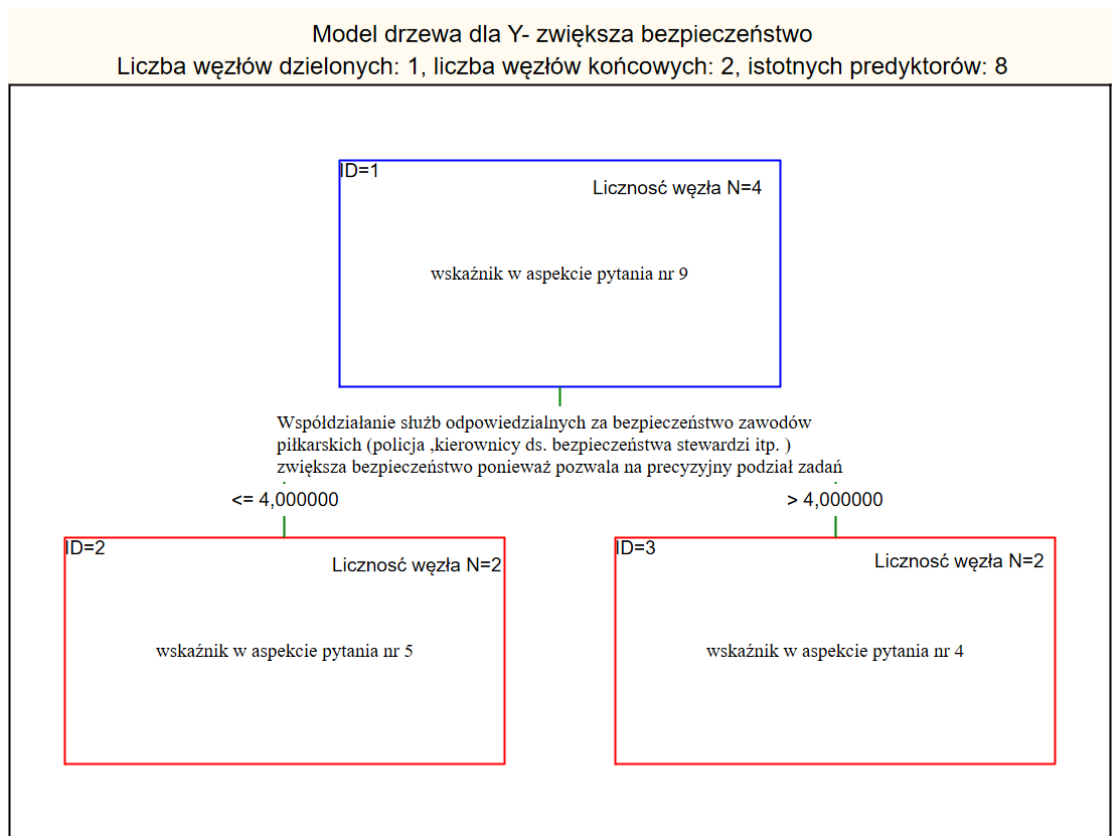 Model drzewa dla Y- zwiększa bezpieczeństwo
Liczba węzłów dzielonych: 1, liczba węzłów końcowych: 2, istotnych predyktorów: 8
ID=1
Licznosć węzła N=4
wskaźnik w aspekcie pytania nr 9
Współdziałanie służb odpowiedzialnych za bezpieczeństwo zawodów
piłkarskich (policja ,kierownicy ds. bezpieczeństwa stewardzi itp. )
zwiększa bezpieczeństwo ponieważ pozwala na precyzyjny podział zadań
<= 4,000000
> 4,000000
ID=2
Licznosć węzła N=2
wskaźnik w aspekcie pytania nr 5
ID=3
Licznosć węzła N=2
wskaźnik w aspekcie pytania nr 4